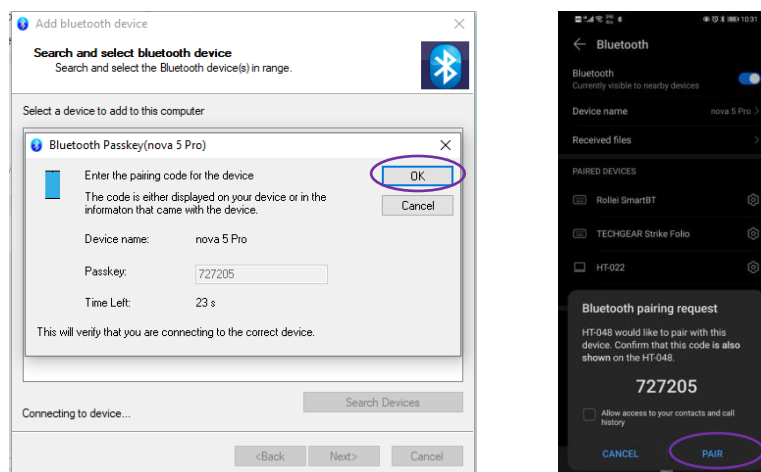 Add bluetooth device
Search and select bluetooth device
Search and select the Bluetooth device(s) in range.
Select a device to add to this computer
Bluetooth Passkey(nova 5 Pro)
Enter the pairing code for the device
OK
The code is either displayed on your device or in the
informaton that came with the device.
Cancel
Device name: nova 5 Pro
Passkey: 727205
Time Left: 23 s
This will verify that you are connecting to the correct device.
Search Devices
Connecting to device...
<Back Next> Cancel
10:31
Bluetooth
Bluetooth
Currently visible to nearby devices
Device name nova 5 Pro
Received files
PAIRED DEVICES
Rollei SmartBT
TECHGEAR Strike Folio
HT-022
Bluetooth pairing request
HT-048 would like to pair with this
device. Confirm that this code is also
shown on the HT-048.
727205
Allow access to your contacts and call
history
CANCEL PAIR